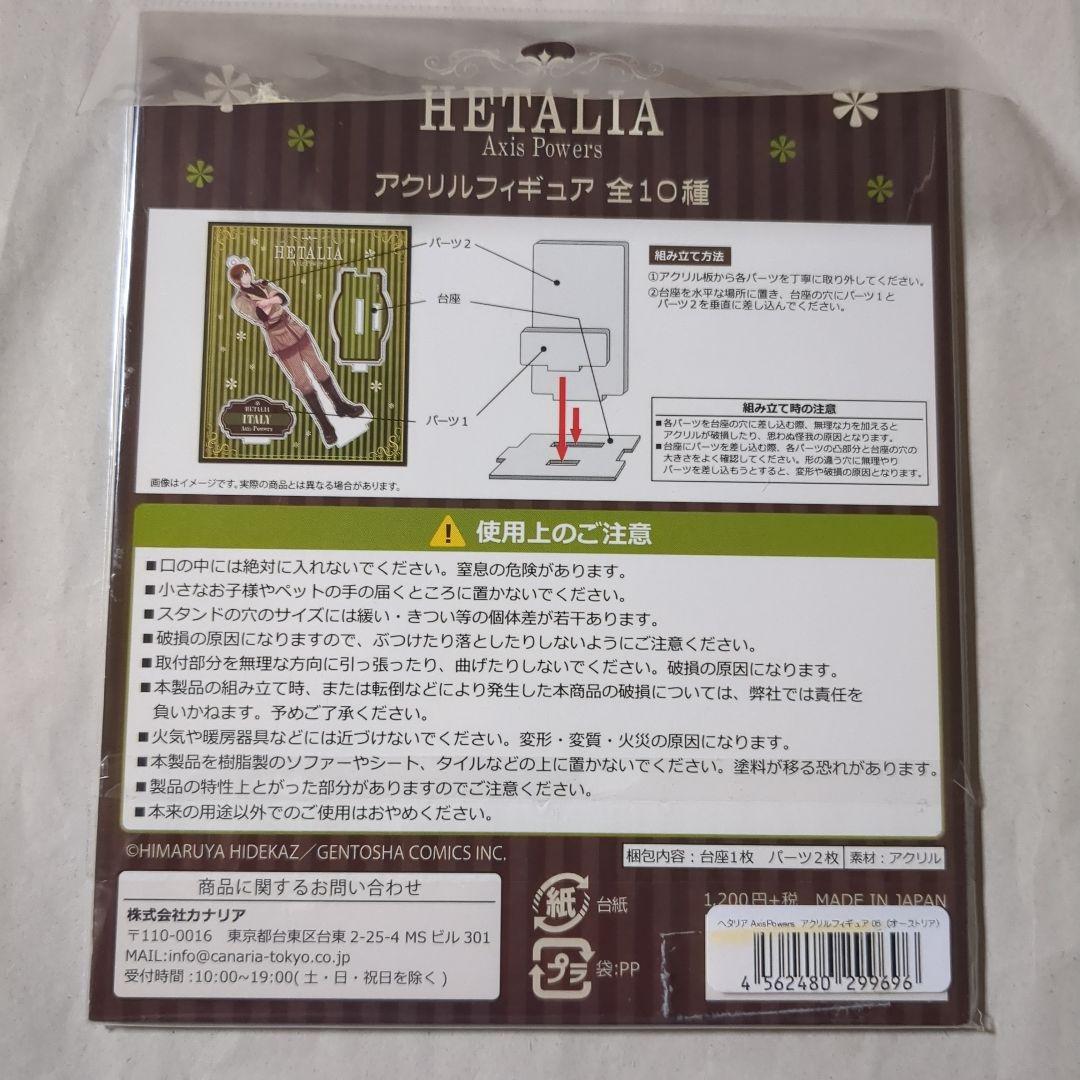 HETALIA
Axis Powers
アクリルフィギュア 全10種
HETALIA
Axis Powers
HETALIA
ITALY
Axis Powers
パーツ2
台座
パーツ1
画像はイメージです。実際の商品とは異なる場合があります。
組み立て方法
①アクリル板から各パーツを丁寧に取り外してください。
②台座を水平な場所に置き、台座の穴にパーツ1と
パーツ2を垂直に差し込んでください。
組み立て時の注意
■各パーツを台座の穴に差し込む際、無理な力を加えると
アクリルが破損したり、思わぬ怪我の原因となります。
■台座にパーツを差し込む際、各パーツの凸部分と台座の穴の
大きさをよく確認してください。形の違う穴に無理やり
パーツを差し込もうとすると、変形や破損の原因となります。
使用上のご注意
■口の中には絶対に入れないでください。窒息の危険があります。
■小さなお子様やペットの手の届くところに置かないでください。
■スタンドの穴のサイズには緩い・きつい等の個体差が若干あります。
■破損の原因になりますので、ぶつけたり落としたりしないようにご注意ください。
■取付部分を無理な方向に引っ張ったり、曲げたりしないでください。破損の原因になります。
■本製品の組み立て時、または転倒などにより発生した本商品の破損については、弊社では責任を
負いかねます。予めご了承ください。
■火気や暖房器具などには近づけないでください。変形・変質・火災の原因になります。
■本製品を樹脂製のソファーやシート、タイルなどの上に置かないでください。塗料が移る恐れがあります。
■製品の特性上とがった部分がありますのでご注意ください。
■本来の用途以外でのご使用はおやめください。
©HIMARUYA HIDEKAZ／GENTOSHA COMICS INC.
梱包内容：台座1枚 パーツ2枚 素材：アクリル
商品に関するお問い合わせ
株式会社カナリア
〒110-0016 東京都台東区台東 2-25-4 MS ビル 301
MAIL:info@canaria-tokyo.co.jp
受付時間：10:00~19:00( 土・日・祝日を除く )
紙 台紙
プラ 袋:PP
1,200円+税 MADE IN JAPAN
ヘタリア AxisPowers アクリルフィギュア 06（オーストリア）
4 562480 299696